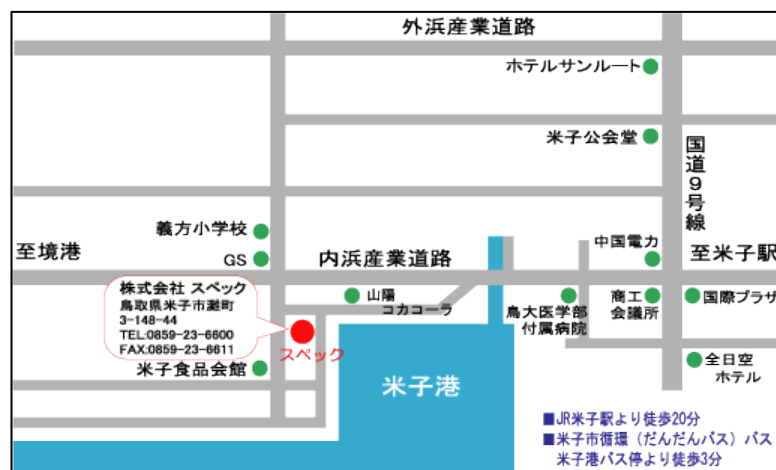 外浜産業道路
ホテルサンルート
米子公会堂
国道9号線
義方小学校
至境港
GS
内浜産業道路
中国電力
至米子駅
株式会社 スペック
鳥取県米子市灘町
3-148-44
TEL:0859-23-6600
FAX:0859-23-6611
山陽
コカコーラ
鳥大医学部
付属病院
商工
会議所
国際プラザ
スペック
米子食品会館
米子港
全日空
ホテル
■JR米子駅より徒歩20分
■米子市循環（だんだんバス）バス
米子港バス停より徒歩3分